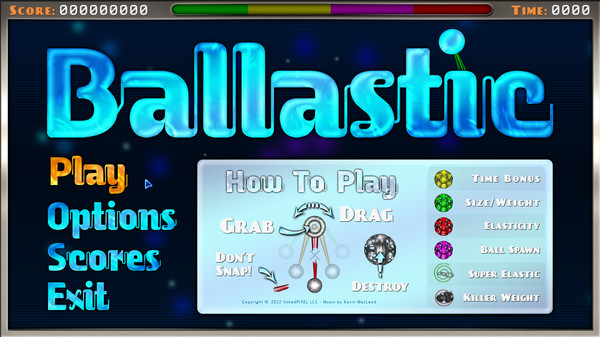 Score: 000000000
Time: 0000
Ballastic
Play
Options
Scores
Exit
How To Play
Grab
Drag
Don't
Snap!
Destroy
Time Bonus
Size/Weight
Elasticity
Ball Spawn
Super Elastic
Killer Weight
Copyright © 2012 InkedPIXEL LLC - Music by Kevin MacLeod